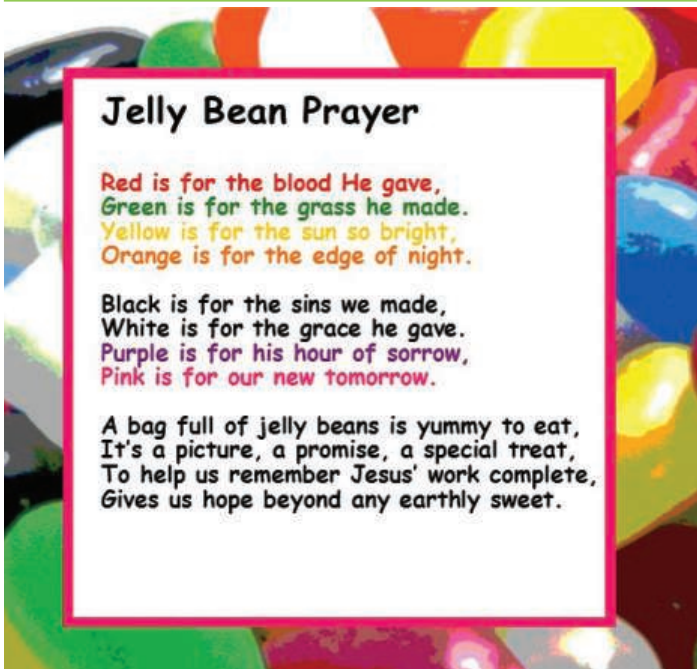 Jelly Bean Prayer
Red is for the blood He gave,
Green is for the grass he made.
Yellow is for the sun so bright,
Orange is for the edge of night.
Black is for the sins we made,
White is for the grace he gave.
Purple is for his hour of sorrow,
Pink is for our new tomorrow.
A bag full of jelly beans is yummy to eat,
It's a picture, a promise, a special treat,
To help us remember Jesus' work complete,
Gives us hope beyond any earthly sweet.